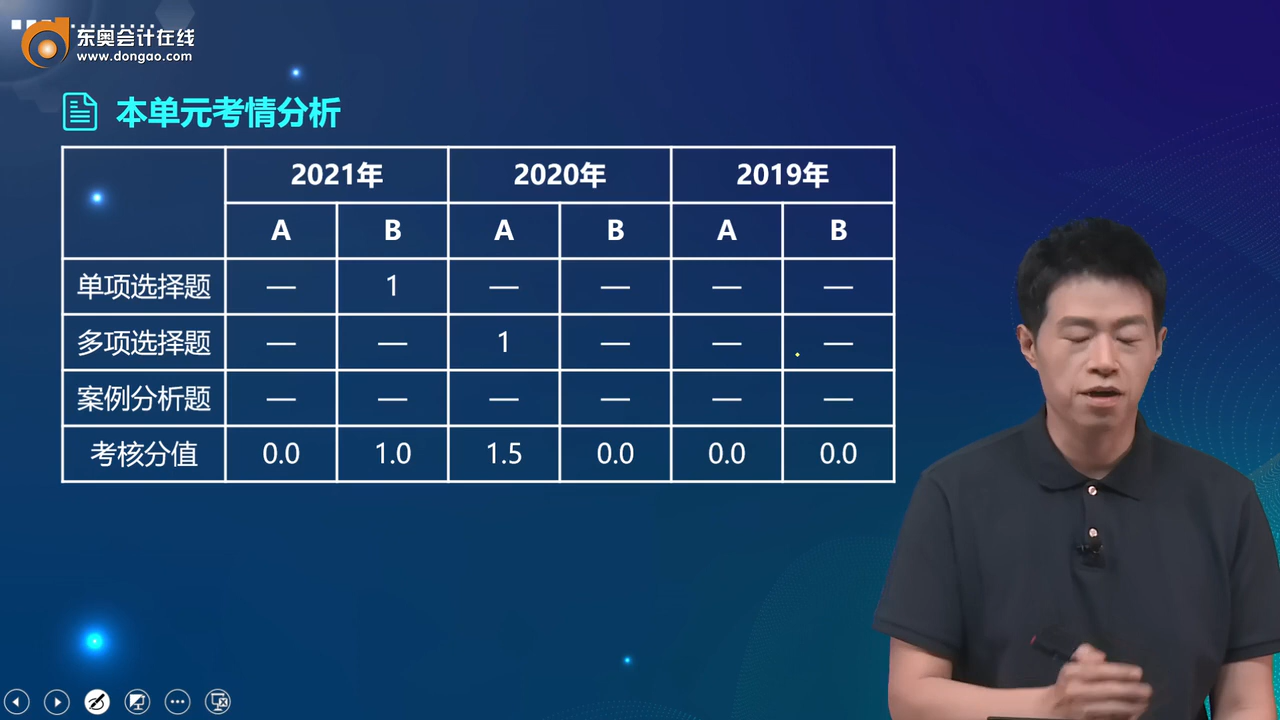 东奥会计在线
www.dongao.com
本单元考情分析
2021年 2020年 2019年
A B A B A B
单项选择题 — 1 — — — —
多项选择题 — — 1 — — —
案例分析题 — — — — — —
考核分值 0.0 1.0 1.5 0.0 0.0 0.0